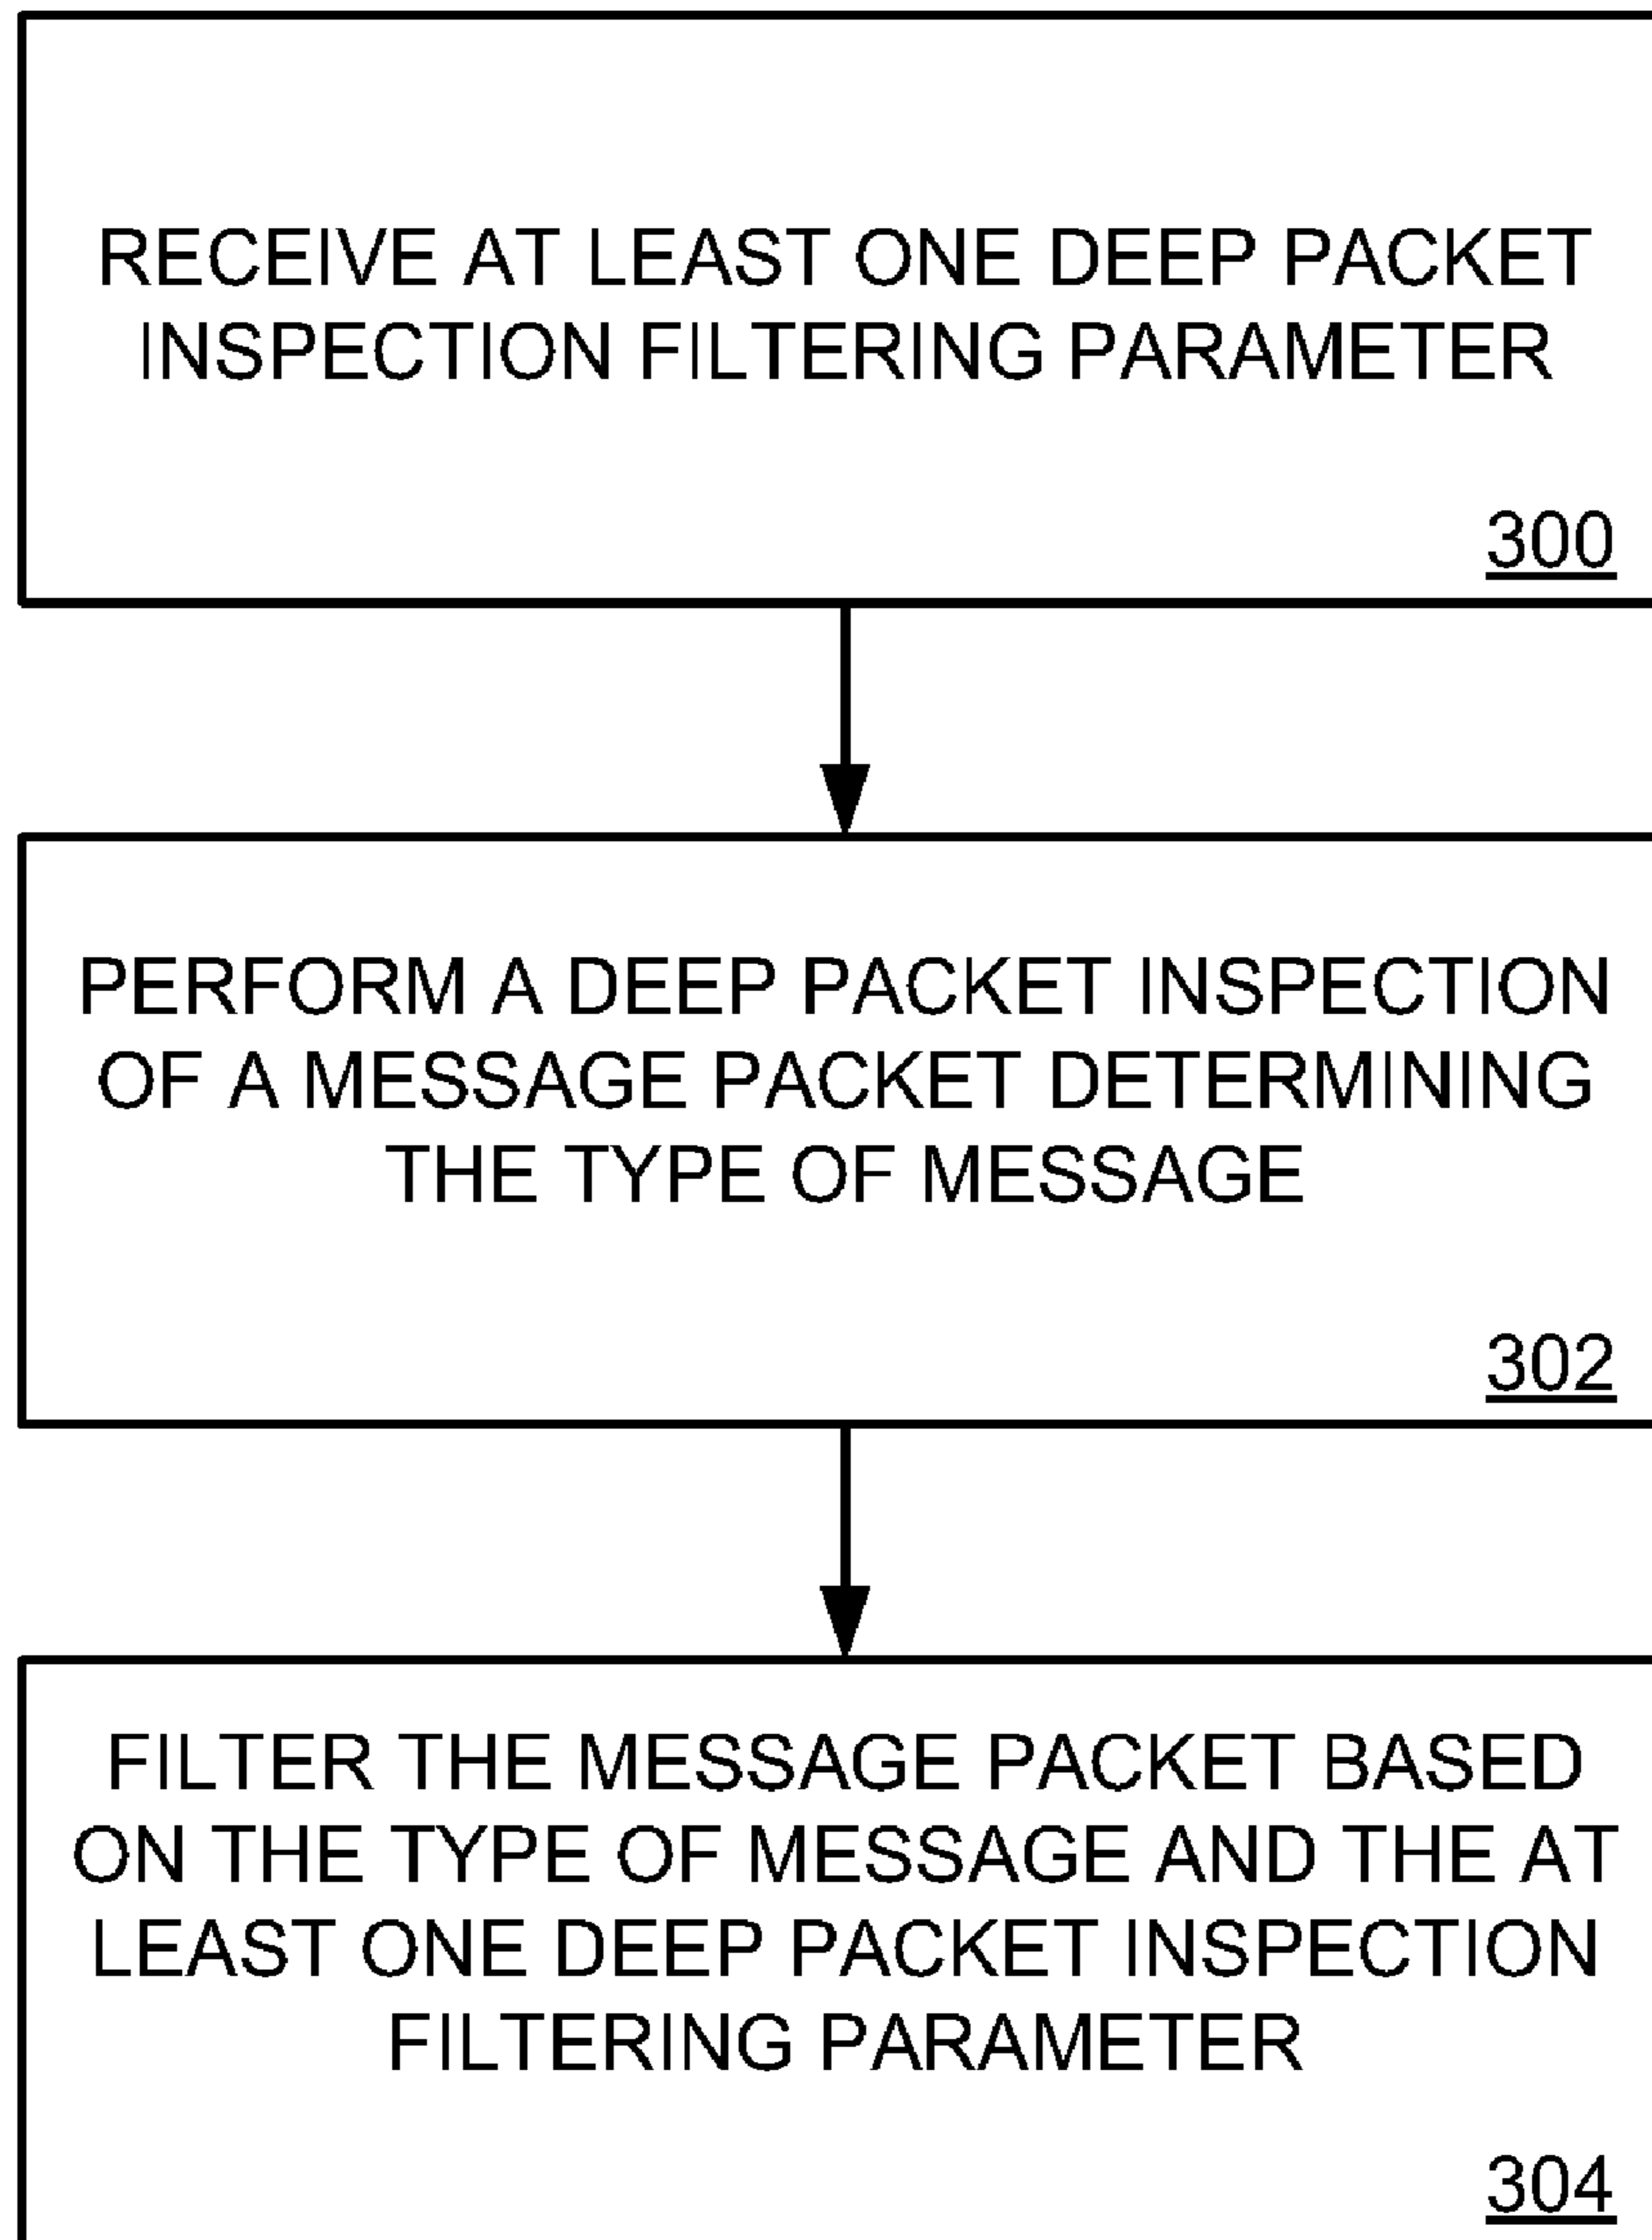 RECEIVE AT LEAST ONE DEEP PACKET
INSPECTION FILTERING PARAMETER
300
PERFORM A DEEP PACKET INSPECTION
OF A MESSAGE PACKET DETERMINING
THE TYPE OF MESSAGE
302
FILTER THE MESSAGE PACKET BASED
ON THE TYPE OF MESSAGE AND THE AT
LEAST ONE DEEP PACKET INSPECTION
FILTERING PARAMETER
304